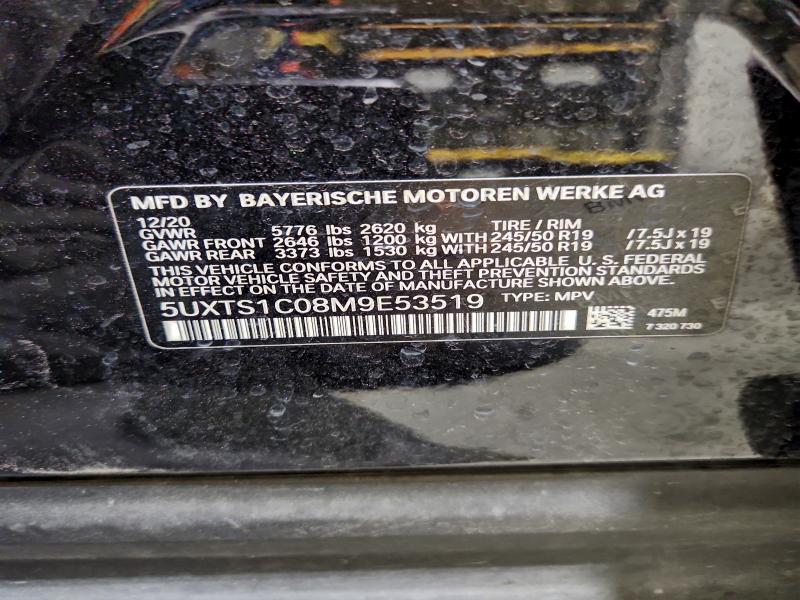 MFD BY BAYERISCHE MOTOREN WERKE AG
12/20 TIRE / RIM
GVWR 5776 lbs 2620 kg
GAWR FRONT 2646 lbs 1200 kg WITH 245/50 R19 /7.5J x 19
GAWR REAR 3373 lbs 1530 kg WITH 245/50 R19 /7.5J x 19
THIS VEHICLE CONFORMS TO ALL APPLICABLE U.S. FEDERAL
MOTOR VEHICLE SAFETY AND THEFT PREVENTION STANDARDS
IN EFFECT ON THE DATE OF MANUFACTURE SHOWN ABOVE.
5UXTS1C08M9E53519 TYPE: MPV
475M
7 320 730